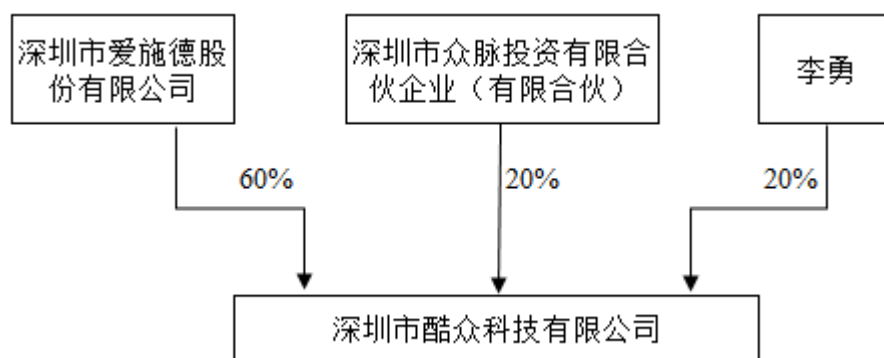 深圳市爱施德股
份有限公司
深圳市众脉投资有限合
伙企业（有限合伙）
李勇
60%
20%
20%
深圳市酷众科技有限公司